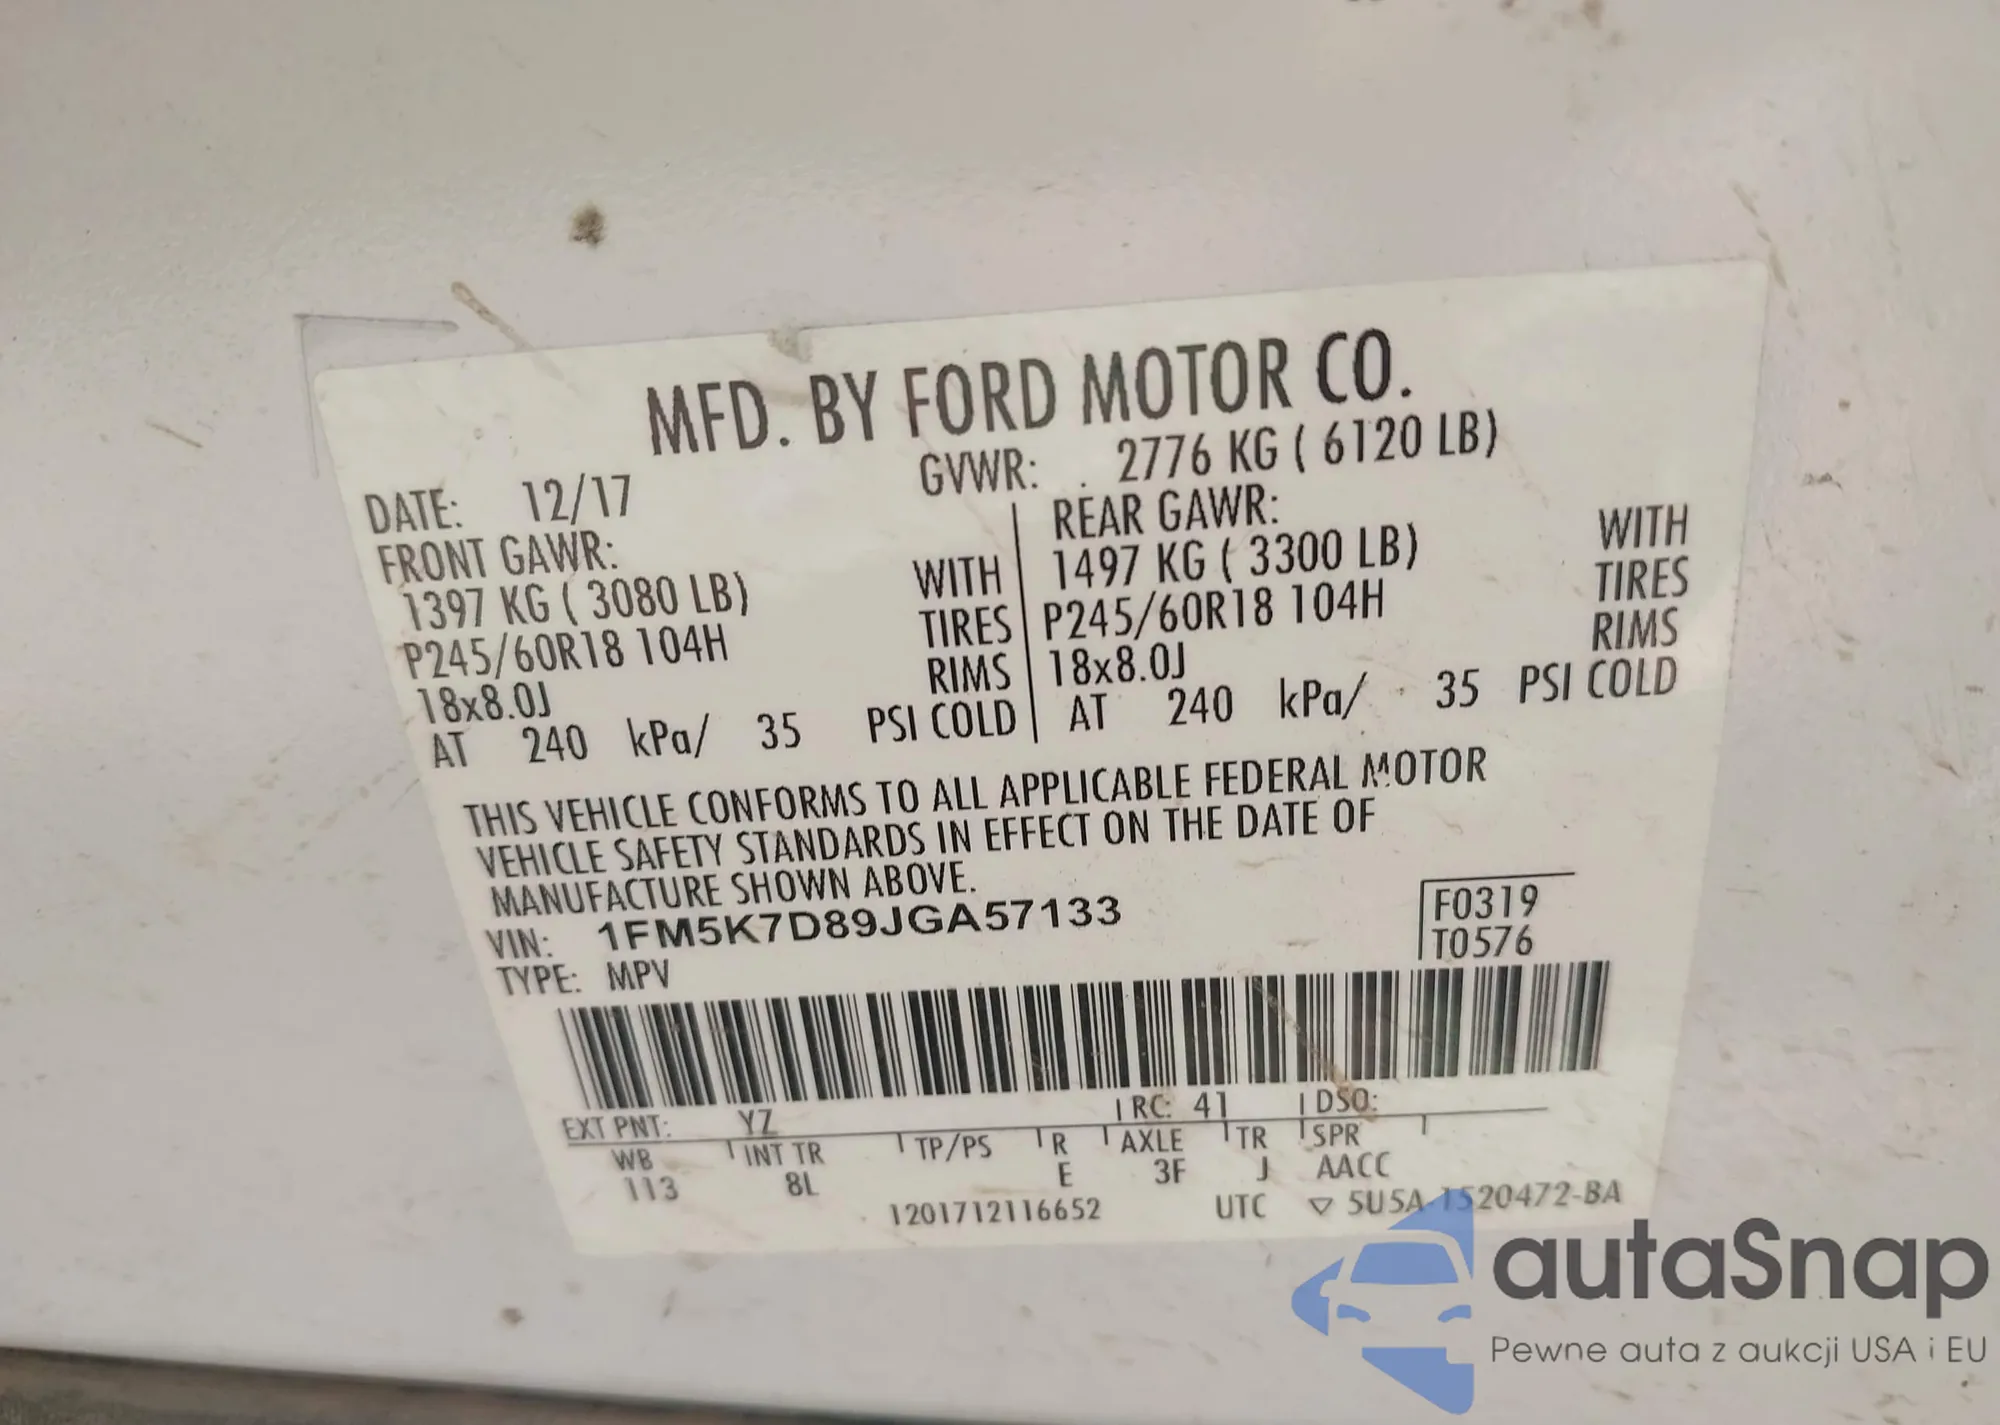 MFD. BY FORD MOTOR CO.
DATE: 12/17 GVWR: 2776 KG ( 6120 LB)
FRONT GAWR: REAR GAWR:
1397 KG ( 3080 LB) WITH 1497 KG ( 3300 LB) WITH
P245/60R18 104H TIRES P245/60R18 104H TIRES
18x8.0J RIMS 18x8.0J RIMS
AT 240 kPa/ 35 PSI COLD AT 240 kPa/ 35 PSI COLD
THIS VEHICLE CONFORMS TO ALL APPLICABLE FEDERAL MOTOR
VEHICLE SAFETY STANDARDS IN EFFECT ON THE DATE OF
MANUFACTURE SHOWN ABOVE.
VIN: 1FM5K7D89JGA57133 F0319
TYPE: MPV T0576
EXT PNT: YZ RC: 41 DSO:
WB INT TR TP/PS R AXLE TR SPR
113 8L E 3F J AACC
1201712116652 UTC ▽ 5U5A-1520472-BA
autaSnap
Pewne auta z aukcji USA i EU